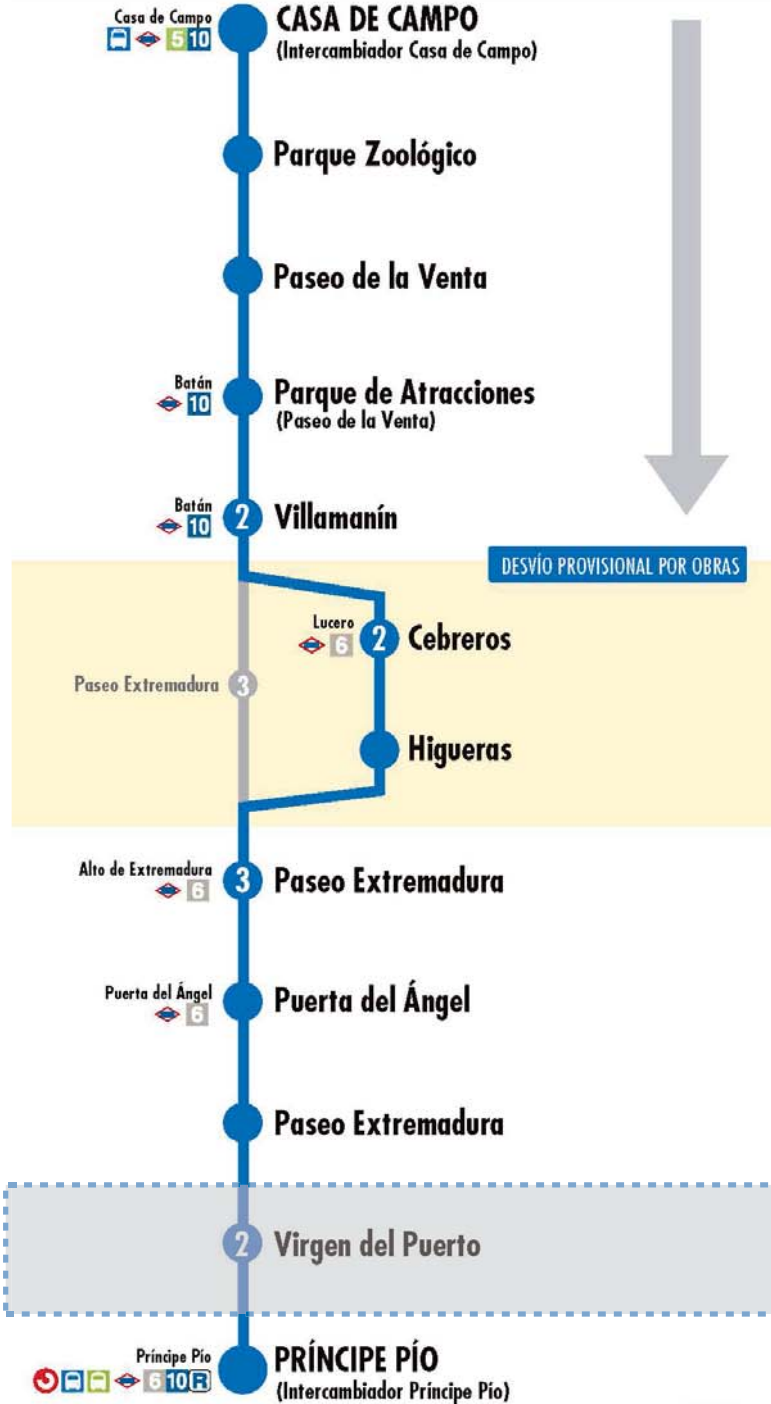 Casa de Campo
5 10
CASA DE CAMPO
(Intercambiador Casa de Campo)
Parque Zoológico
Paseo de la Venta
Batán
10
Parque de Atracciones
(Paseo de la Venta)
Batán
10
2
Villamanín
DESVÍO PROVISIONAL POR OBRAS
Lucero
6
2
Cebreros
Paseo Extremadura
3
Higueras
Alto de Extremadura
6
3
Paseo Extremadura
Puerta del Ángel
6
Puerta del Ángel
Paseo Extremadura
2
Virgen del Puerto
Príncipe Pío
6 10 R
PRÍNCIPE PÍO
(Intercambiador Príncipe Pío)